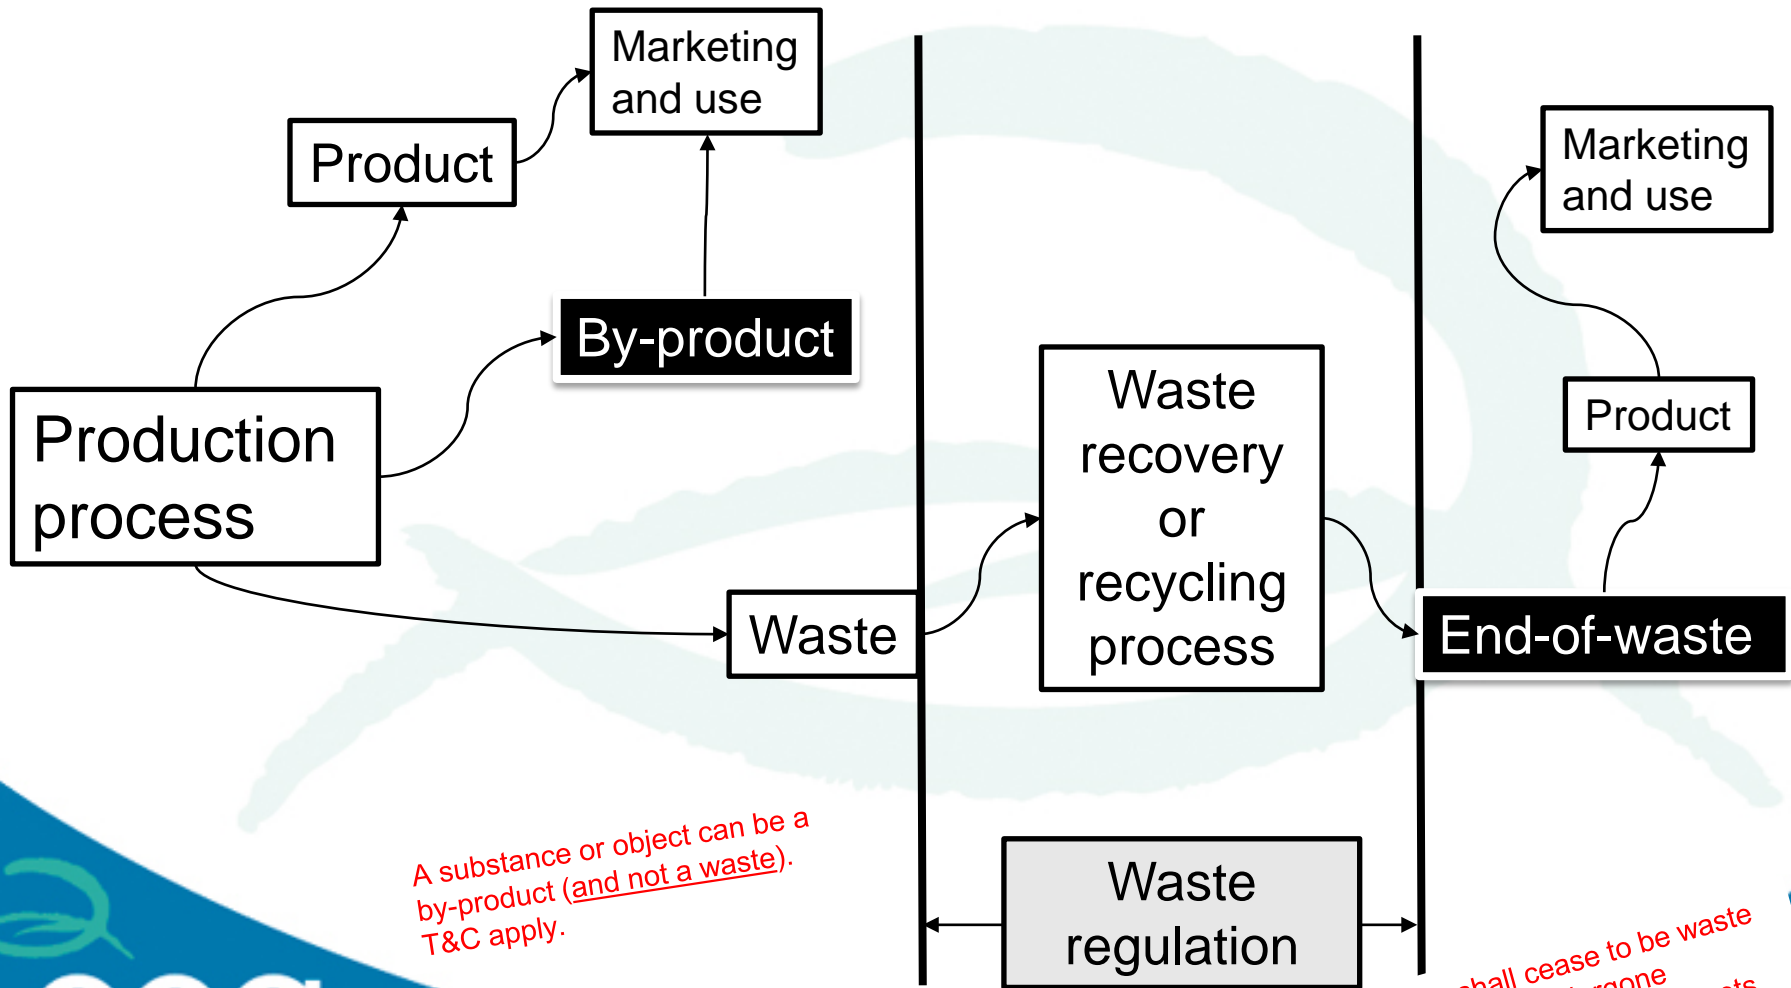 Marketing
and use
Product
By-product
Production
process
Waste
Waste
recovery
or
recycling
process
Marketing
and use
Product
End-of-waste
Waste
regulation
A substance or object can be a
by-product (and not a waste).
T&C apply.
shall cease to be waste